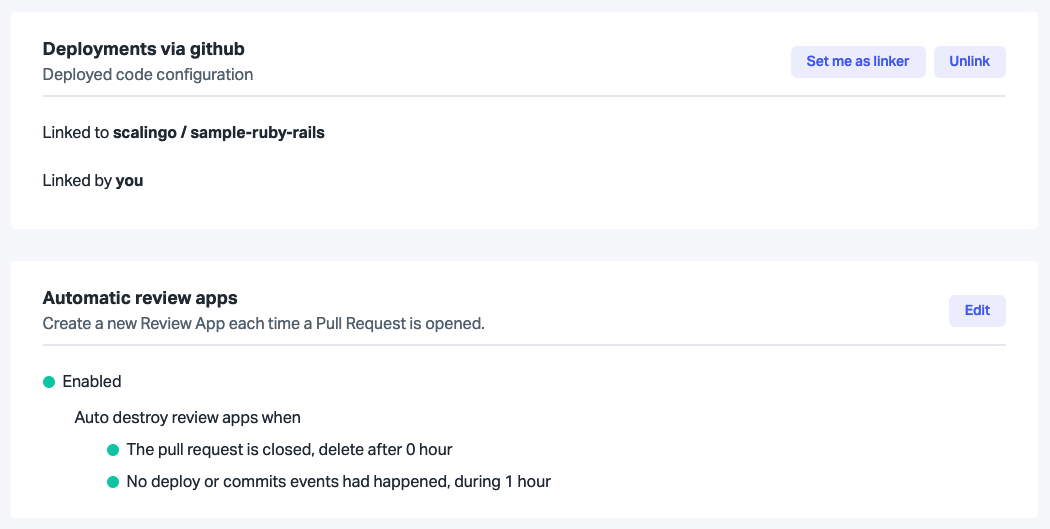 Deployments via github
Deployed code configuration
Set me as linker
Unlink
Linked to scalingo / sample-ruby-rails
Linked by you
Automatic review apps
Create a new Review App each time a Pull Request is opened.
Edit
Enabled
Auto destroy review apps when
The pull request is closed, delete after 0 hour
No deploy or commits events had happened, during 1 hour